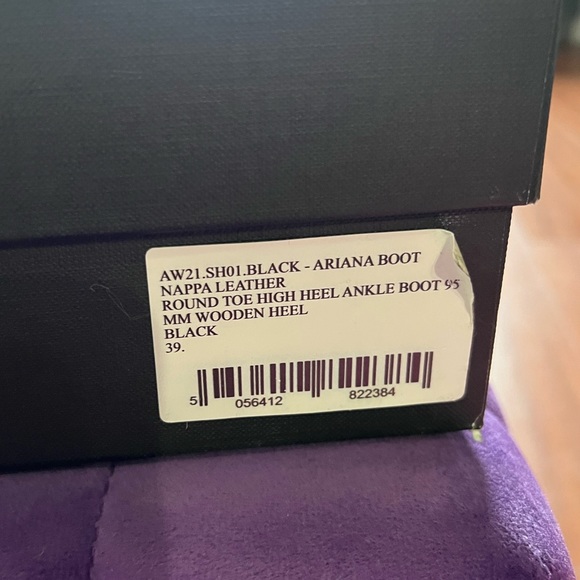 AW21.SH01.BLACK - ARIANA BOOT
NAPPA LEATHER
ROUND TOE HIGH HEEL ANKLE BOOT 95
MM WOODEN HEEL
BLACK
39.
5 056412 822384